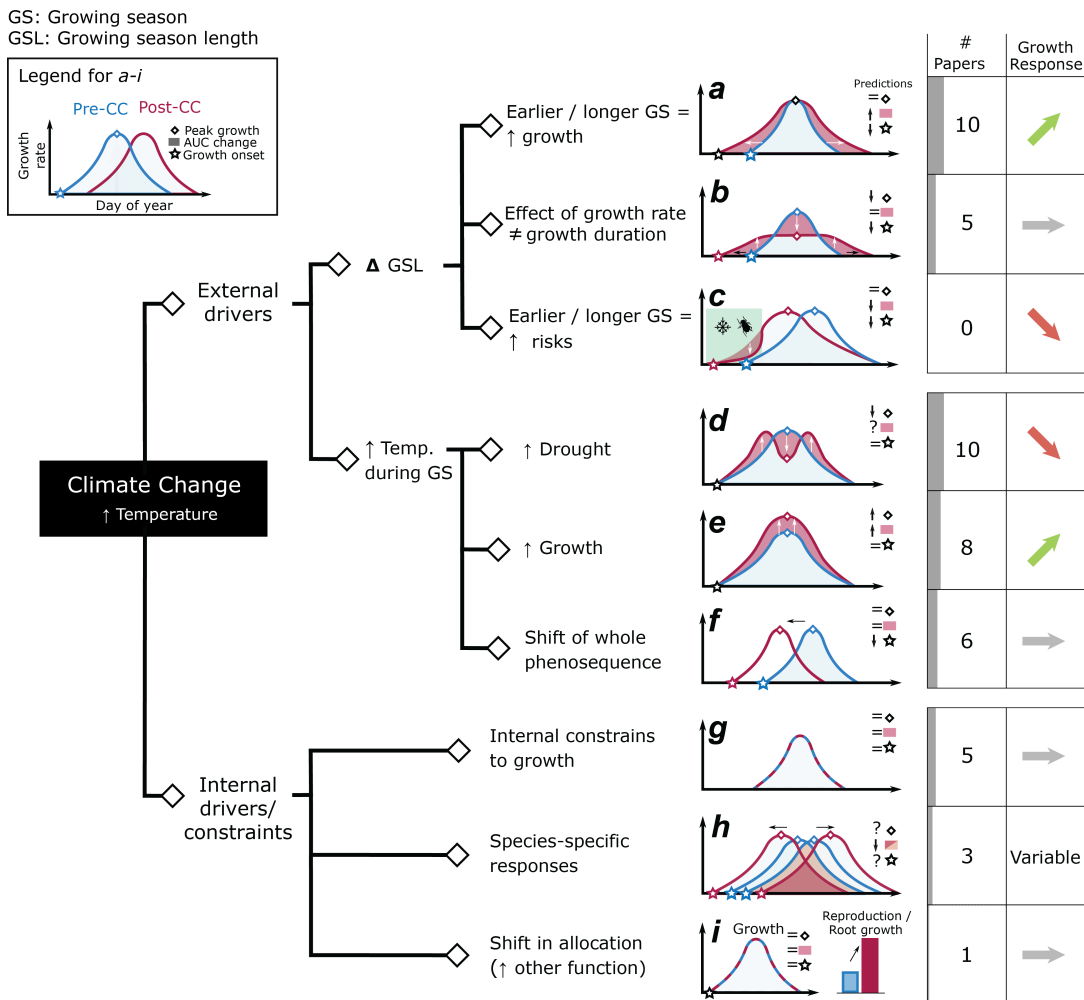 GS: Growing season
GSL: Growing season length
Legend for a-i
Pre-CC Post-CC
Growth
rate
Peak growth
AUC change
Growth onset
Day of year
#
Papers
Growth
Response
Predictions
a
Earlier / longer GS =
↑ growth
= 
↑
↓
10
b
Effect of growth rate
≠ growth duration
↓
=
↓
5
Δ GSL
External
drivers
c
Earlier / longer GS =
↑ risks
=
↓
↓
0
d
↑ Drought
↓
?
=
10
↑ Temp.
during GS
Climate Change
↑ Temperature
e
↑ Growth
↑
↑
=
8
f
Shift of whole
phenosequence
=
=
↓
6
g
Internal constrains
to growth
=
=
=
5
Internal
drivers/
constraints
h
Species-specific
responses
?
↓
?
3
Variable
i
Growth
Shift in allocation
(↑ other function)
=
=
=
Reproduction /
Root growth
1